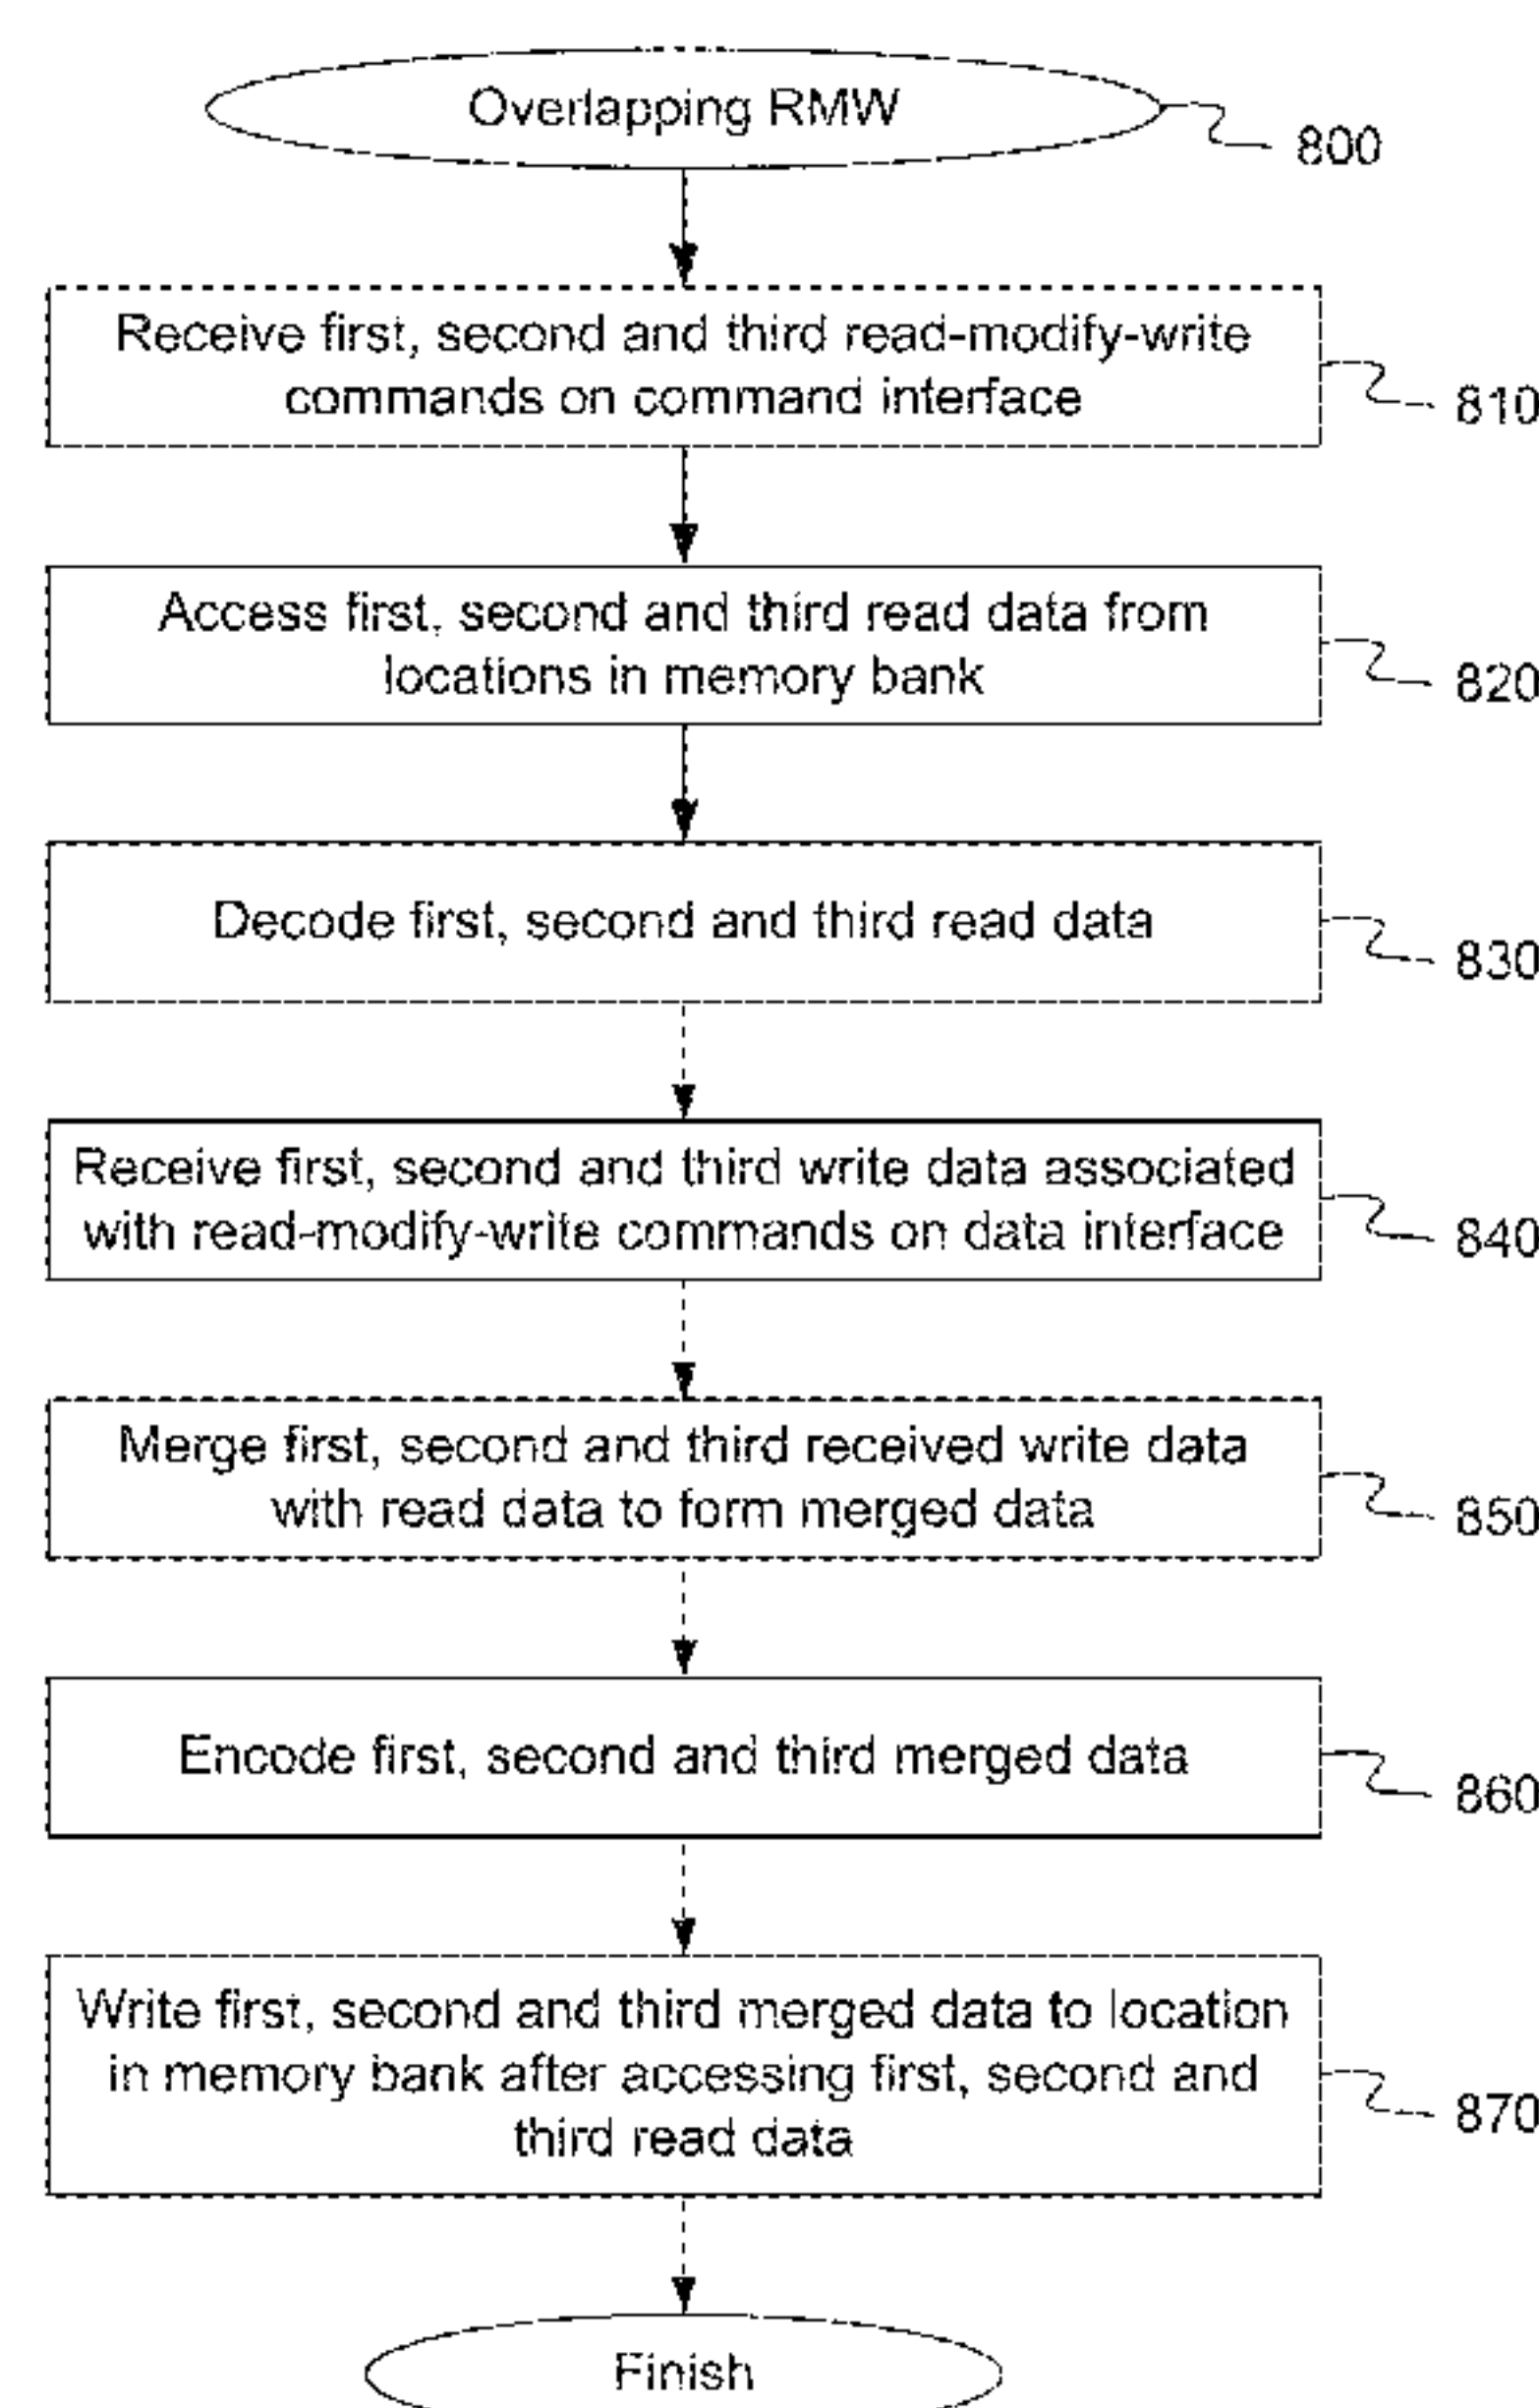 Overlapping RMW
800
Receive first, second and third read-modify-write
commands on command interface
810
Access first, second and third read data from
locations in memory bank
820
Decode first, second and third read data
830
Receive first, second and third write data associated
with read-modify-write commands on data interface
840
Merge first, second and third received write data
with read data to form merged data
850
Encode first, second and third merged data
860
Write first, second and third merged data to location
in memory bank after accessing first, second and
third read data
870
Finish